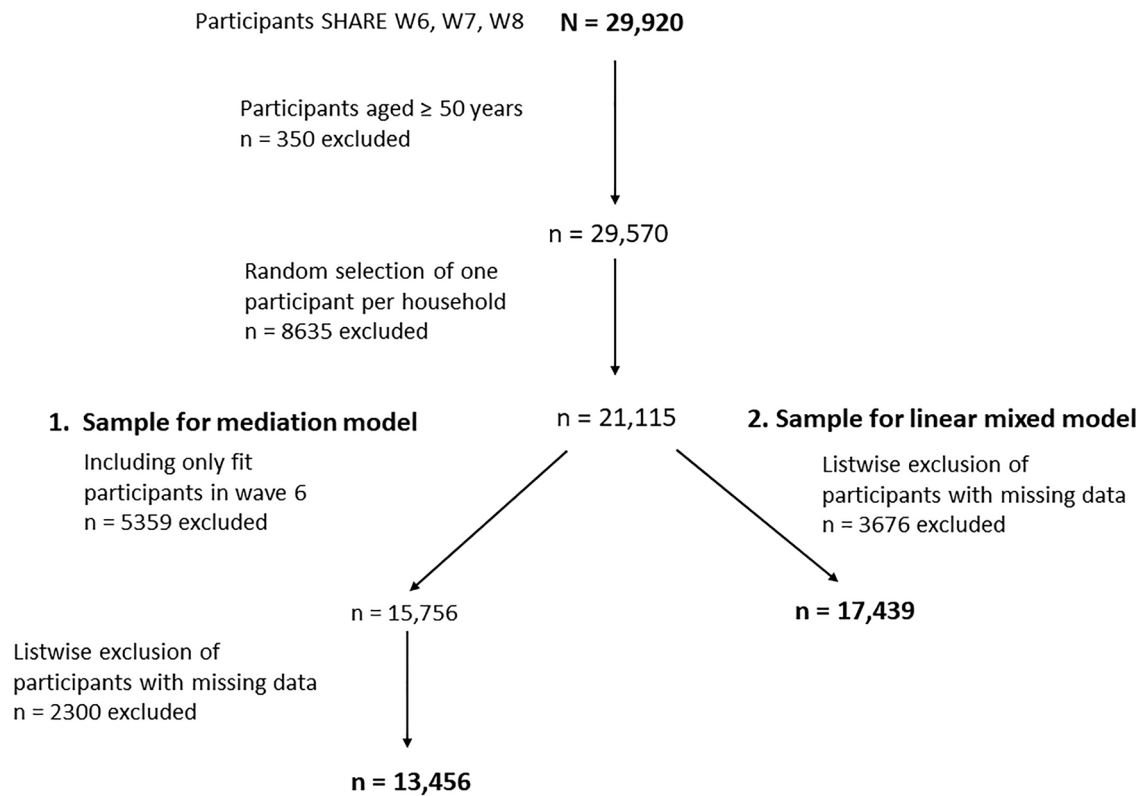 Participants SHARE W6, W7, W8 N = 29,920
Participants aged ≥ 50 years
n = 350 excluded
n = 29,570
Random selection of one
participant per household
n = 8635 excluded
n = 21,115
1. Sample for mediation model
Including only fit
participants in wave 6
n = 5359 excluded
2. Sample for linear mixed model
Listwise exclusion of
participants with missing data
n = 3676 excluded
n = 15,756
n = 17,439
Listwise exclusion of
participants with missing data
n = 2300 excluded
n = 13,456